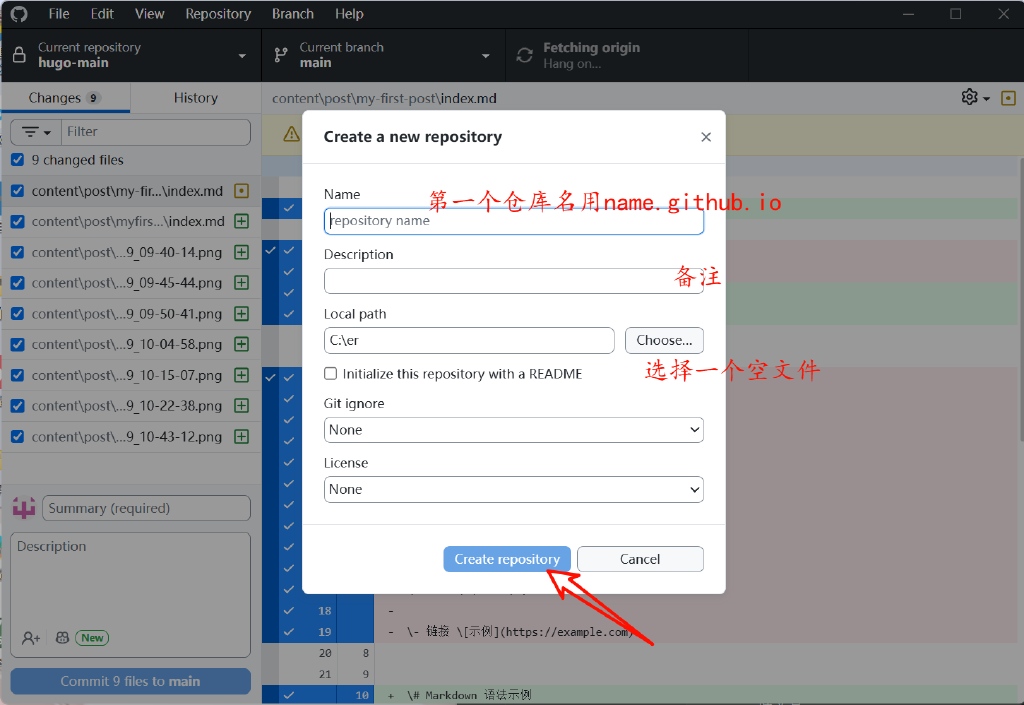 File Edit View Repository Branch Help
Current repository
hugo-main
Current branch
main
Fetching origin
Hang on...
Changes 9 History
content\post\my-first-post\index.md
Filter
9 changed files
content\post\my-fir...\index.md
content\post\myfirs...\index.md
content\post\...9_09-40-14.png
content\post\...9_09-45-44.png
content\post\...9_09-50-41.png
content\post\...9_10-04-58.png
content\post\...9_10-15-07.png
content\post\...9_10-22-38.png
content\post\...9_10-43-12.png
Summary (required)
Description
New
Commit 9 files to main
Create a new repository
Name
第一个仓库名用name.github.io
repository name
Description
备注
Local path
C:\er
Choose...
选择一个空文件
Initialize this repository with a README
Git ignore
None
License
None
Create repository Cancel
18 -
19 - \- 链接 \[示例](https://example.com)
20 8
21 9
10 + \# Markdown 语法示例